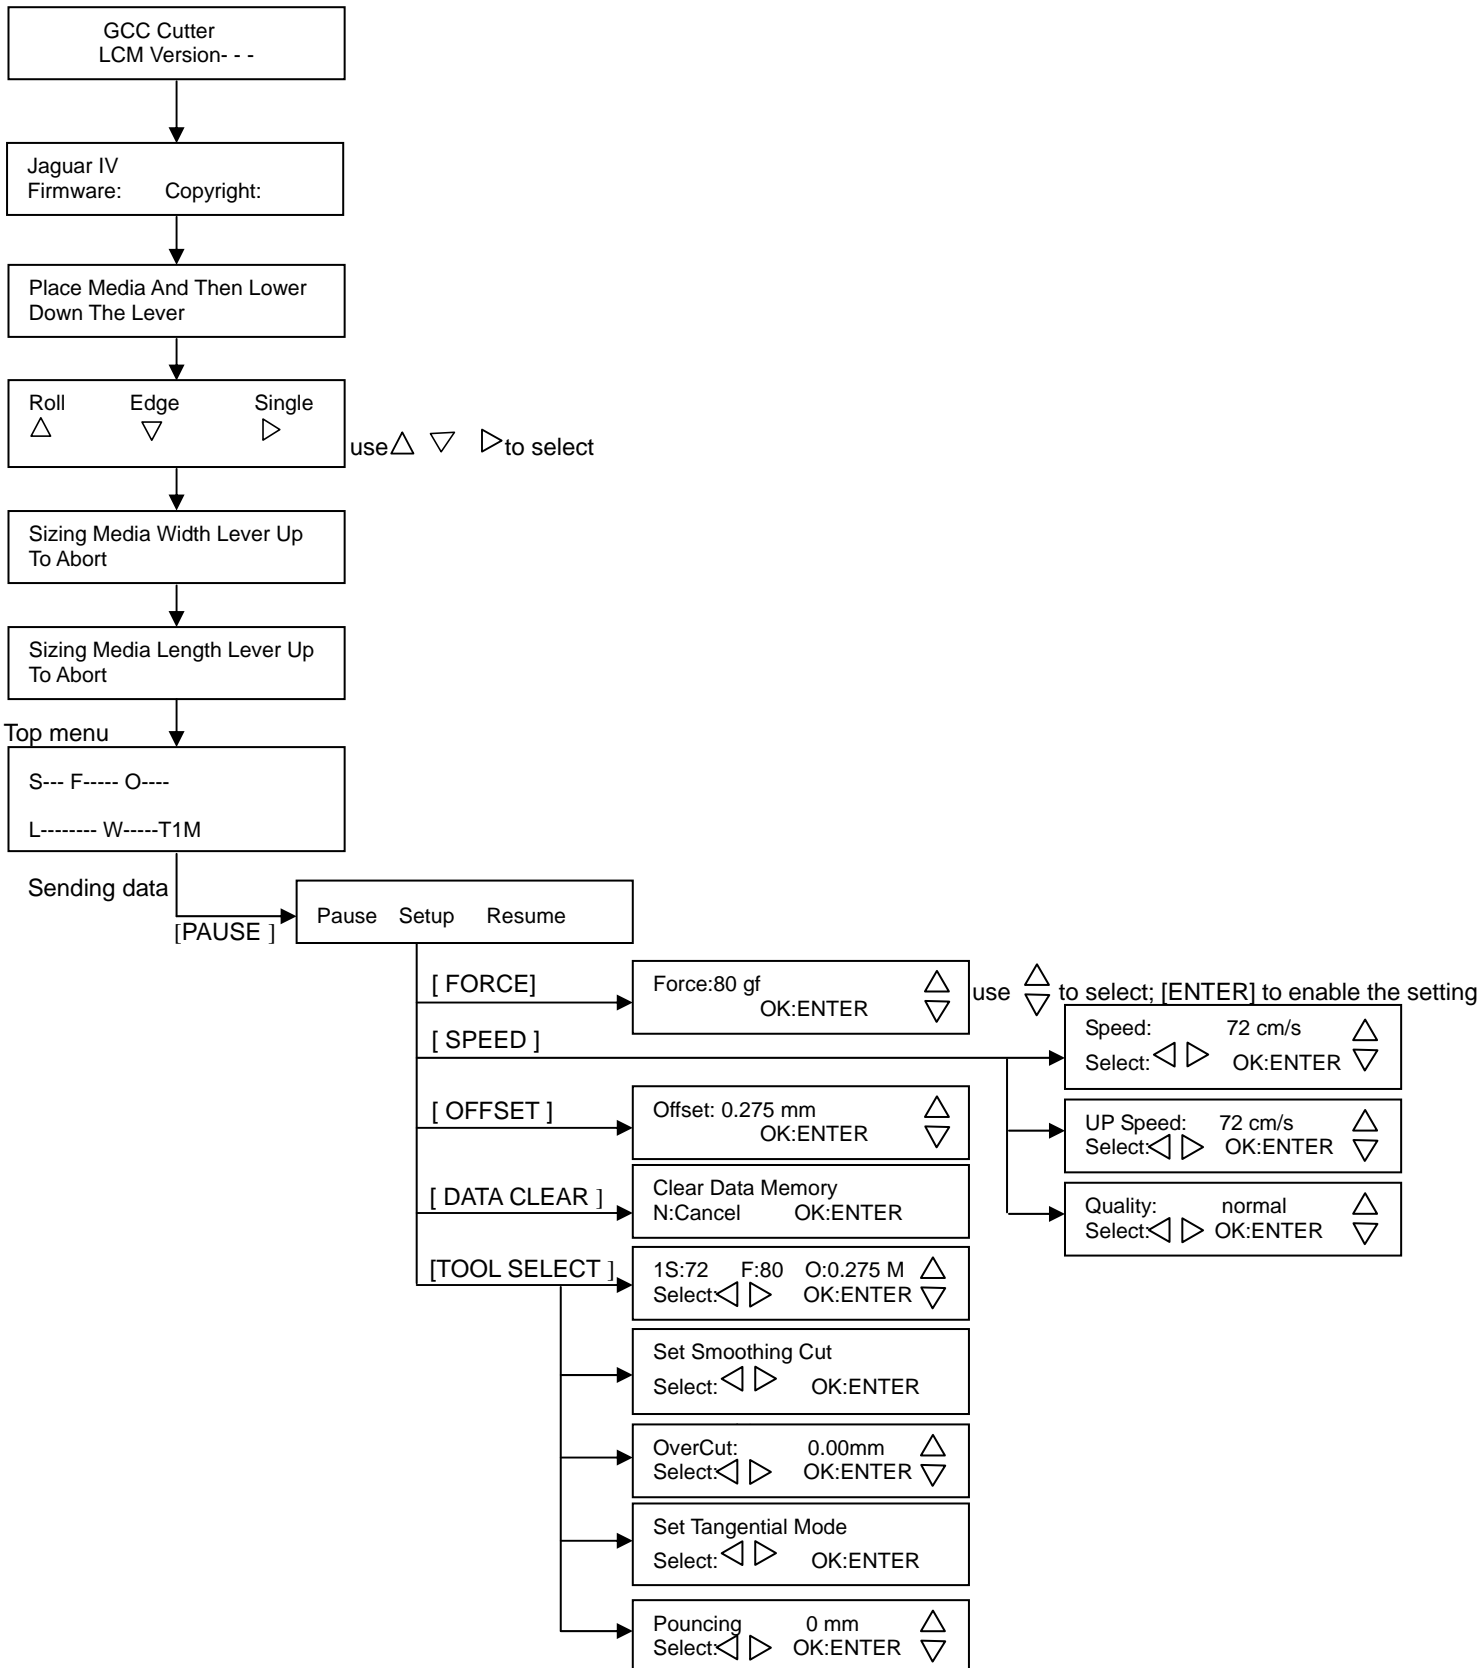 GCC Cutter
LCM Version- - -
Jaguar IV
Firmware: Copyright:
Place Media And Then Lower
Down The Lever
Roll Edge Single
use to select
Sizing Media Width Lever Up
To Abort
Sizing Media Length Lever Up
To Abort
Top menu
S--- F----- O----
L-------- W-----T1M
Sending data
[PAUSE ]
Pause Setup Resume
[ FORCE]
Force:80 gf
OK:ENTER
use to select; [ENTER] to enable the setting
[ SPEED ]
Speed: 72 cm/s
Select: OK:ENTER
UP Speed: 72 cm/s
Select: OK:ENTER
Quality: normal
Select: OK:ENTER
[ OFFSET ]
Offset: 0.275 mm
OK:ENTER
[ DATA CLEAR ]
Clear Data Memory
N:Cancel OK:ENTER
[TOOL SELECT ]
1S:72 F:80 O:0.275 M
Select: OK:ENTER
Set Smoothing Cut
Select: OK:ENTER
OverCut: 0.00mm
Select: OK:ENTER
Set Tangential Mode
Select: OK:ENTER
Pouncing 0 mm
Select: OK:ENTER